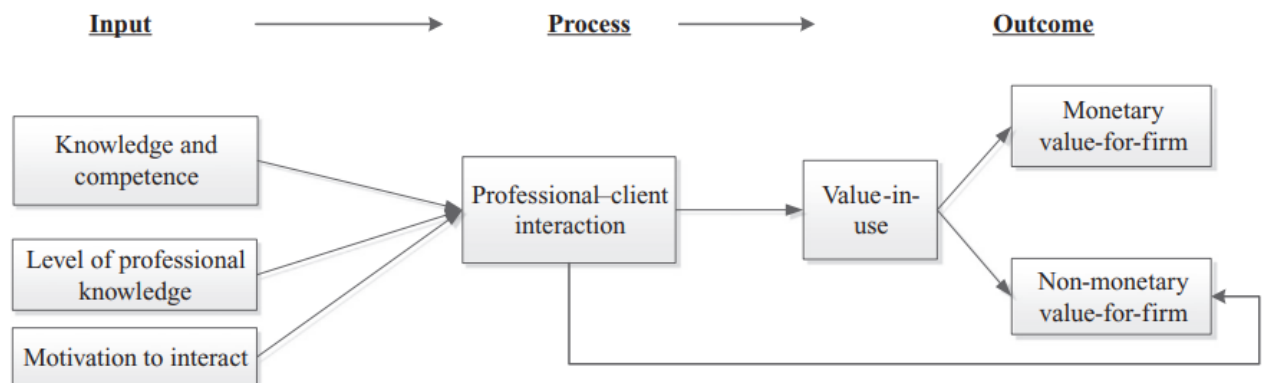 Input
Process
Outcome
Knowledge and
competence
Level of professional
knowledge
Motivation to interact
Professional–client
interaction
Value-in-
use
Monetary
value-for-firm
Non-monetary
value-for-firm